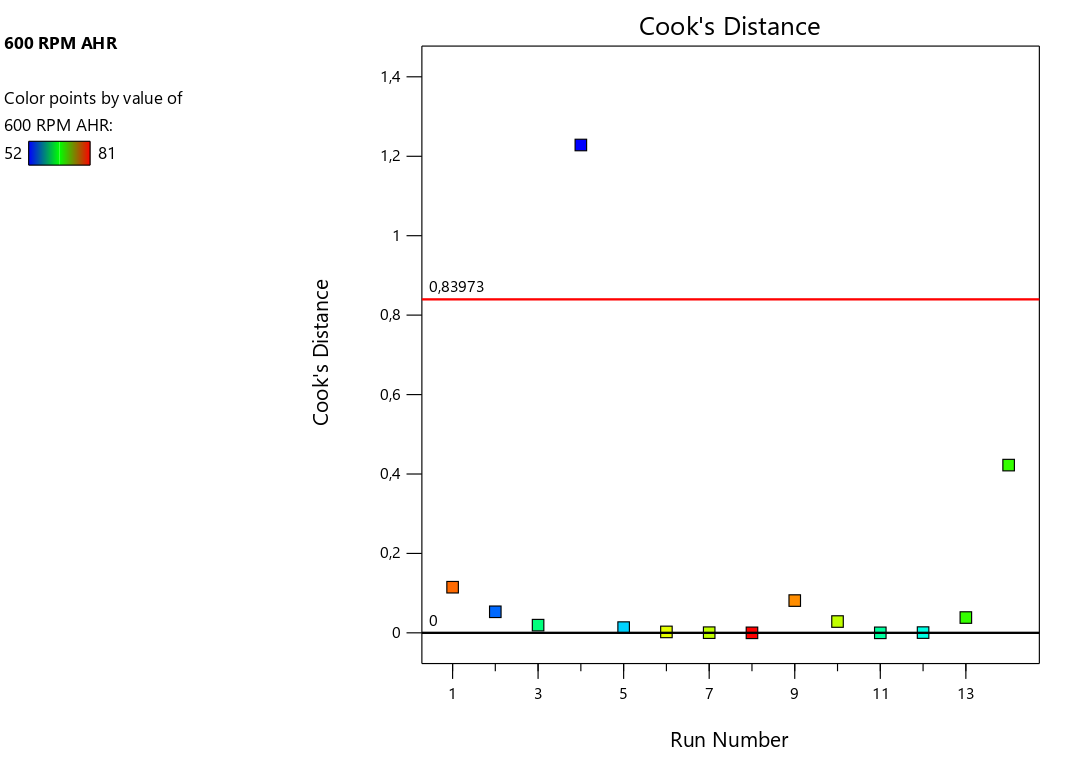 Cook's Distance
600 RPM AHR
Color points by value of
600 RPM AHR:
52 81
Cook's Distance
1,4
1,2
1
0,83973
0,8
0,6
0,4
0,2
0
0
1 3 5 7 9 11 13
Run Number